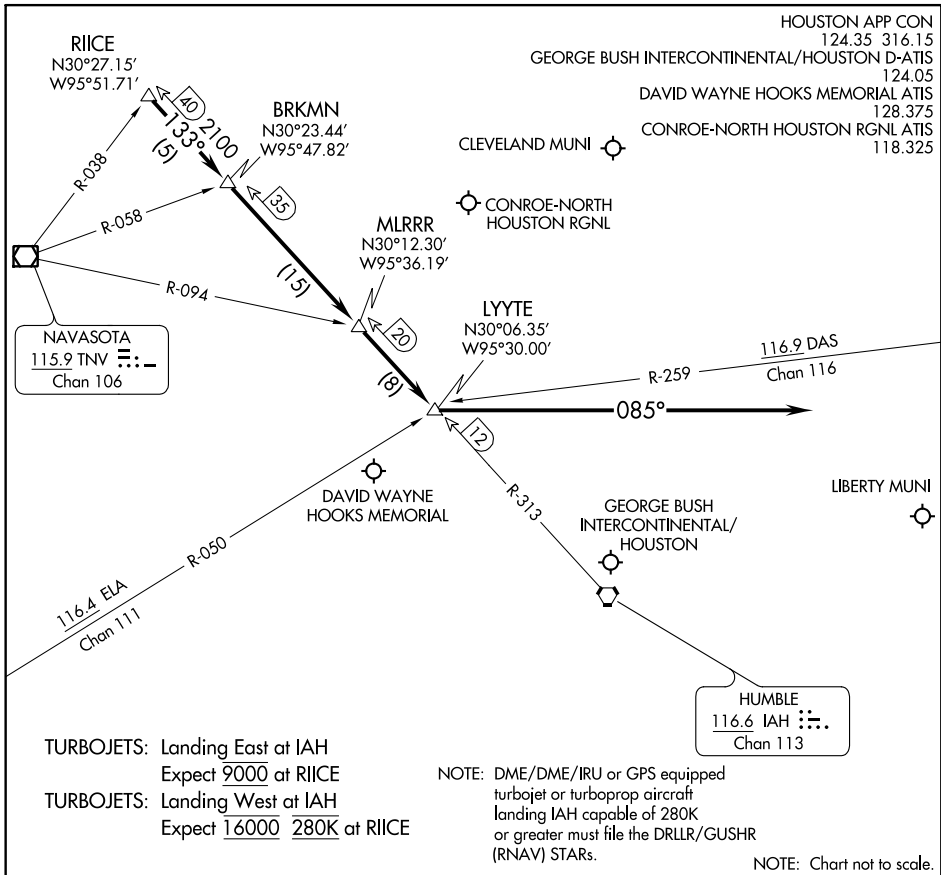 HOUSTON APP CON
124.35 316.15
GEORGE BUSH INTERCONTINENTAL/HOUSTON D-ATIS
124.05
DAVID WAYNE HOOKS MEMORIAL ATIS
128.375
CONROE-NORTH HOUSTON RGNL ATIS
118.325
RIICE
N30°27.15'
W95°51.71'
40
2100
133°
(5)
BRKMN
N30°23.44'
W95°47.82'
35
CLEVELAND MUNI
CONROE-NORTH
HOUSTON RGNL
R-038
R-058
R-094
(15)
MLRRR
N30°12.30'
W95°36.19'
20
(8)
NAVASOTA
115.9 TNV
Chan 106
LYYTE
N30°06.35'
W95°30.00'
116.9 DAS
Chan 116
R-259
085°
12
R-313
DAVID WAYNE
HOOKS MEMORIAL
GEORGE BUSH
INTERCONTINENTAL/
HOUSTON
LIBERTY MUNI
R-050
116.4 ELA
Chan 111
HUMBLE
116.6 IAH
Chan 113
TURBOJETS: Landing East at IAH
Expect 9000 at RIICE
TURBOJETS: Landing West at IAH
Expect 16000 280K at RIICE
NOTE: DME/DME/IRU or GPS equipped
turbojet or turboprop aircraft
landing IAH capable of 280K
or greater must file the DRLLR/GUSHR
(RNAV) STARs.
NOTE: Chart not to scale.